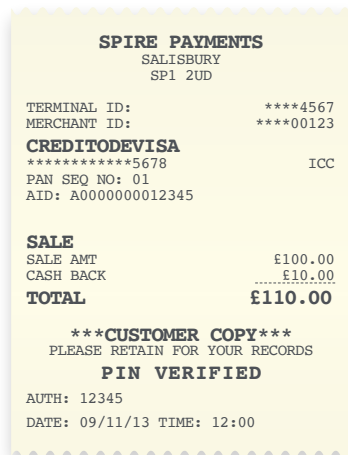 SPIRE PAYMENTS
SALISBURY
SP1 2UD
TERMINAL ID: ****4567
MERCHANT ID: ****00123
CREDITODEVISA
************5678 ICC
PAN SEQ NO: 01
AID: A0000000012345
SALE
SALE AMT £100.00
CASH BACK £10.00
TOTAL £110.00
***CUSTOMER COPY***
PLEASE RETAIN FOR YOUR RECORDS
PIN VERIFIED
AUTH: 12345
DATE: 09/11/13 TIME: 12:00